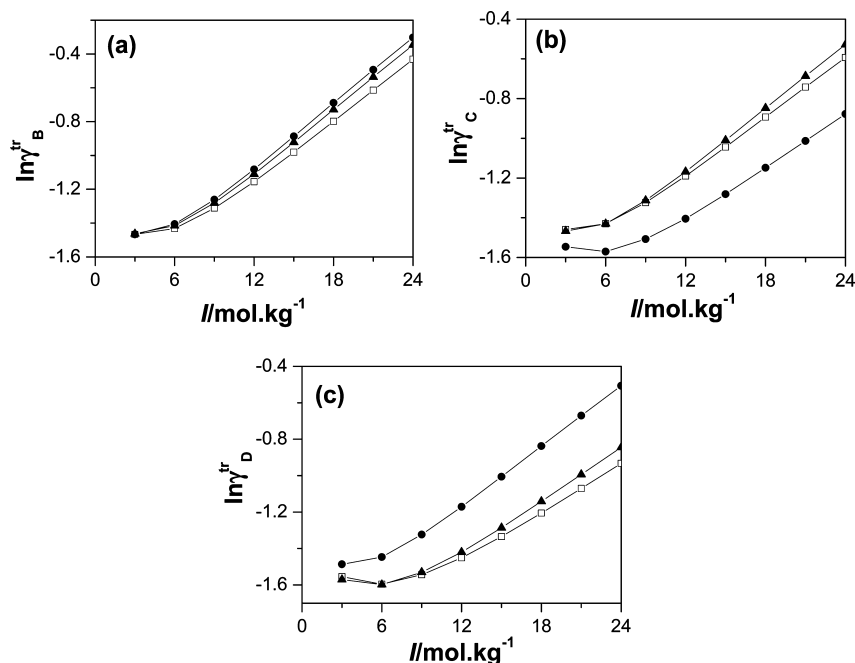 (a)
lnγ^tr_B
-0.4
-0.8
-1.2
-1.6
0 6 12 18 24
I/mol.kg^-1
(b)
lnγ^tr_C
-0.4
-0.8
-1.2
-1.6
0 6 12 18 24
I/mol.kg^-1
(c)
lnγ^tr_D
-0.4
-0.8
-1.2
-1.6
0 6 12 18 24
I/mol.kg^-1